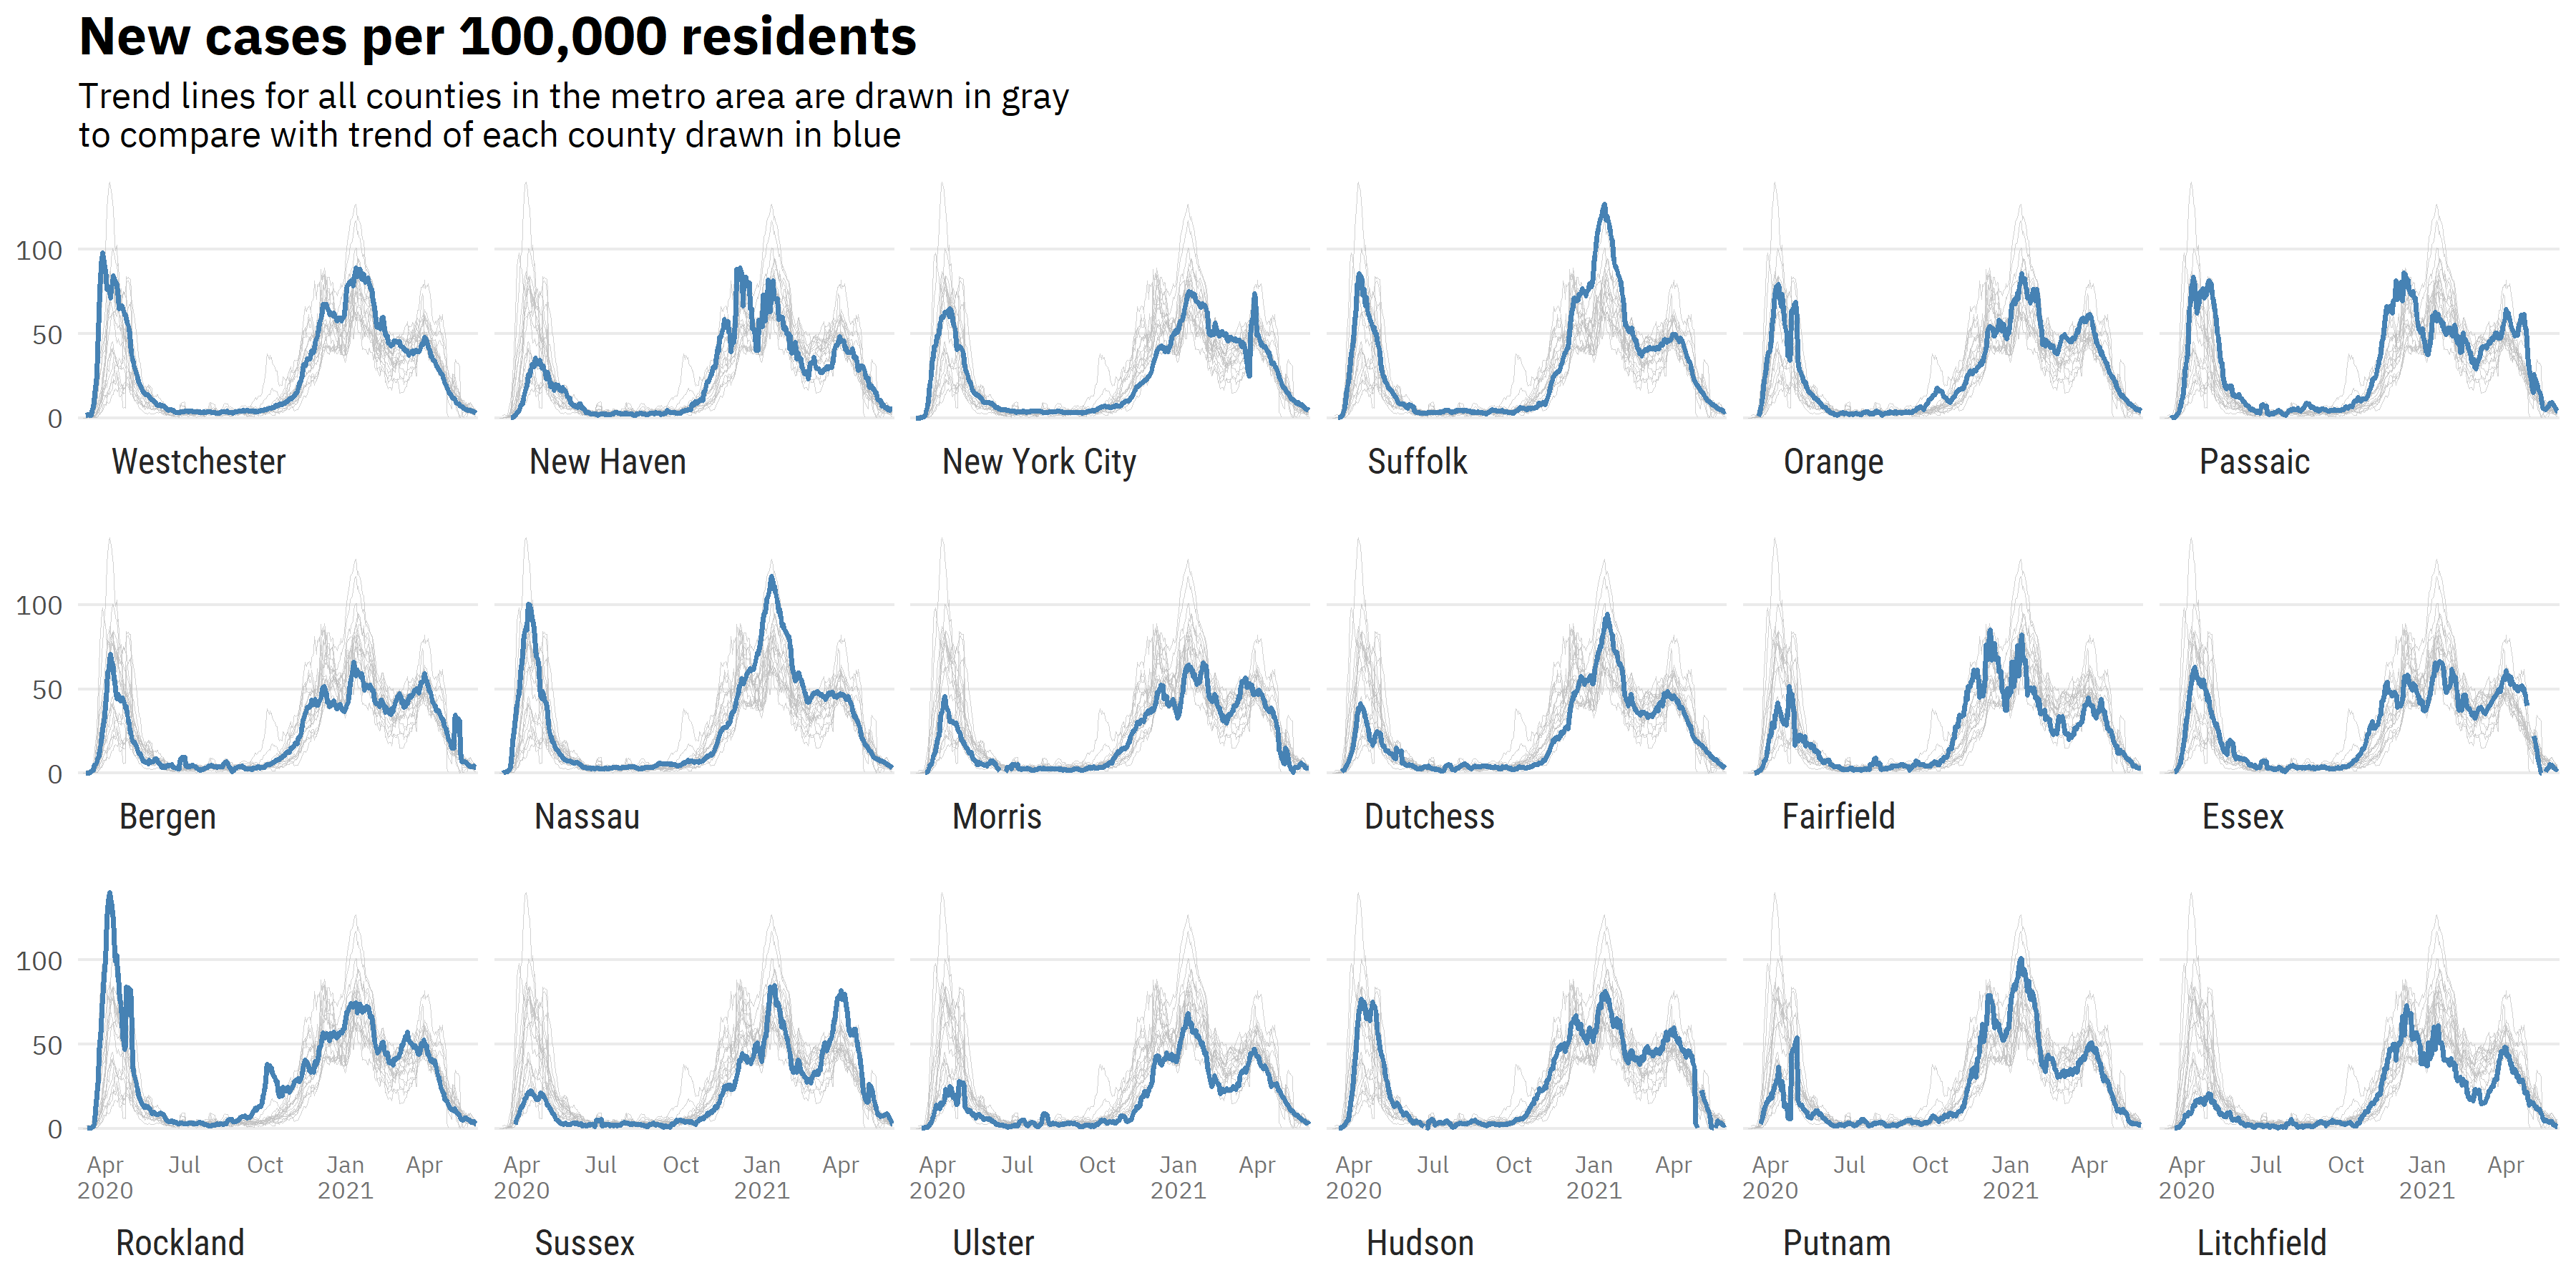 New cases per 100,000 residents
Trend lines for all counties in the metro area are drawn in gray
to compare with trend of each county drawn in blue
100
50
0
Westchester New Haven New York City Suffolk Orange Passaic
100
50
0
Bergen Nassau Morris Dutchess Fairfield Essex
100
50
0
Apr Jul Oct Jan Apr Apr Jul Oct Jan Apr Apr Jul Oct Jan Apr Apr Jul Oct Jan Apr Apr Jul Oct Jan Apr Apr Jul Oct Jan Apr
2020 2021 2020 2021 2020 2021 2020 2021 2020 2021 2020 2021
Rockland Sussex Ulster Hudson Putnam Litchfield